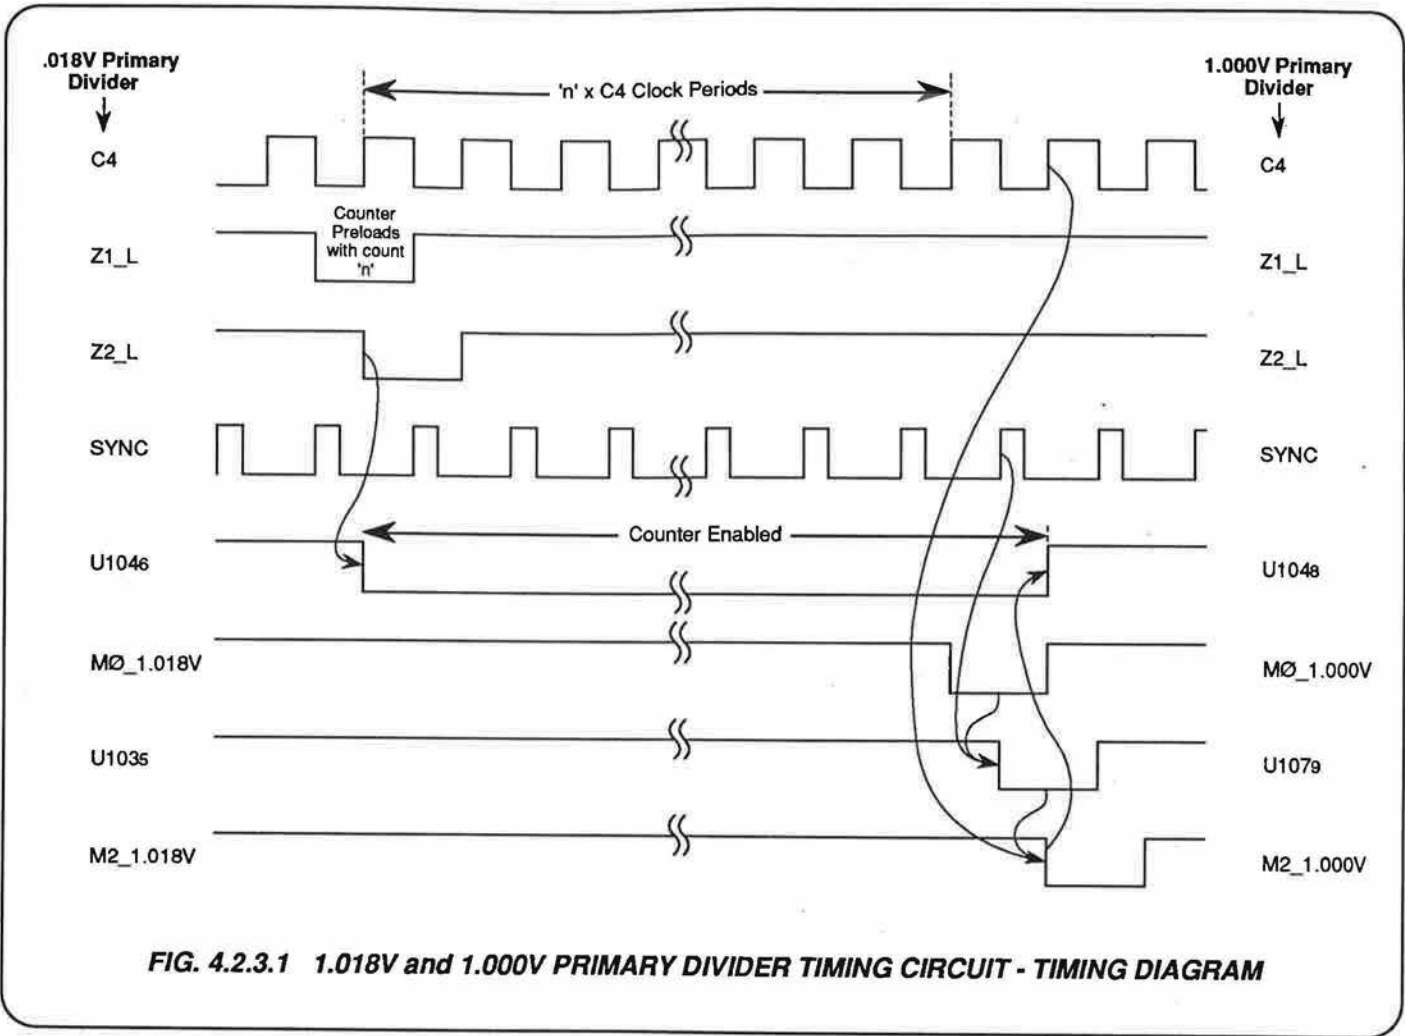 .018V Primary
Divider
1.000V Primary
Divider
'n' x C4 Clock Periods
C4
C4
Counter
Preloads
with count
'n'
Z1_L
Z1_L
Z2_L
Z2_L
SYNC
SYNC
Counter Enabled
U1046
U1048
MØ_1.018V
MØ_1.000V
U1035
U1079
M2_1.018V
M2_1.000V
FIG. 4.2.3.1 1.018V and 1.000V PRIMARY DIVIDER TIMING CIRCUIT - TIMING DIAGRAM